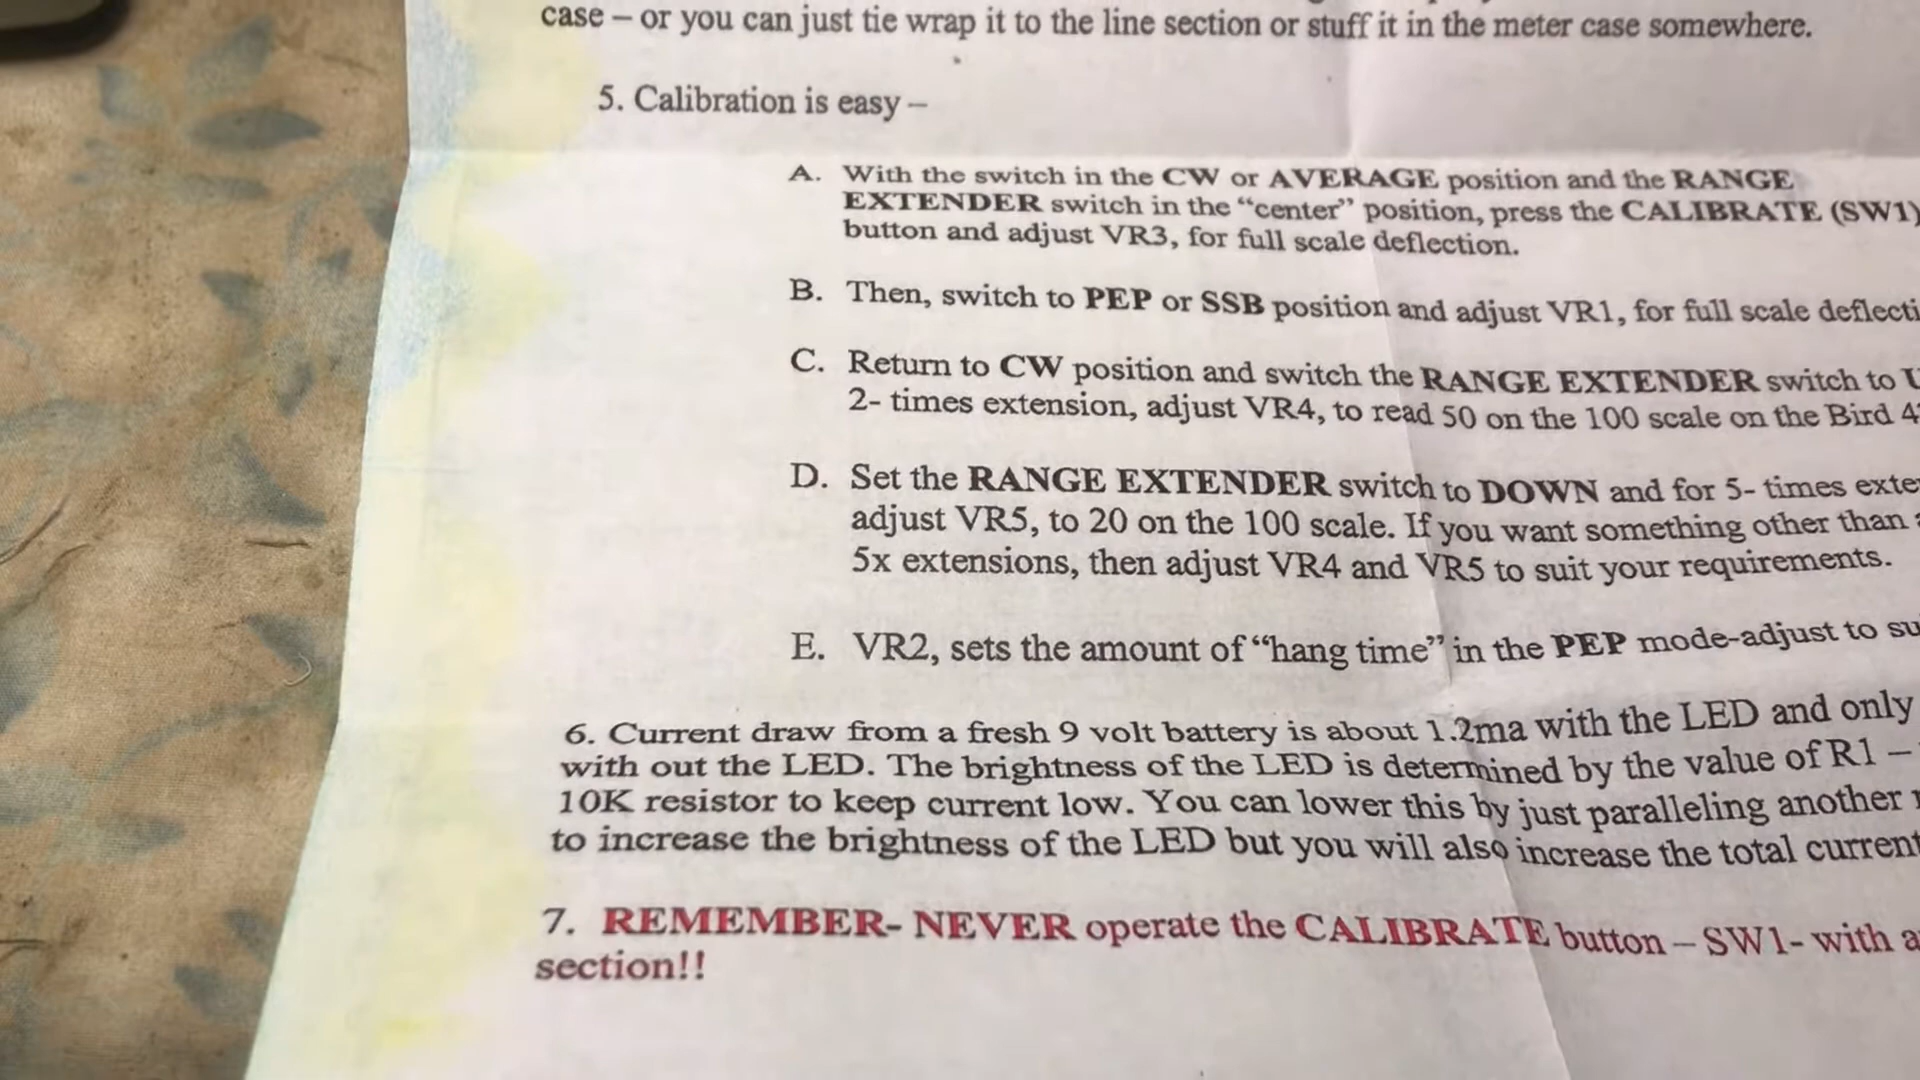 case – or you can just tie wrap it to the line section or stuff it in the meter case somewhere.
5. Calibration is easy –
A. With the switch in the CW or AVERAGE position and the RANGE
EXTENDER switch in the “center” position, press the CALIBRATE (SW1)
button and adjust VR3, for full scale deflection.
B. Then, switch to PEP or SSB position and adjust VR1, for full scale deflecti
C. Return to CW position and switch the RANGE EXTENDER switch to U
2- times extension, adjust VR4, to read 50 on the 100 scale on the Bird 4
D. Set the RANGE EXTENDER switch to DOWN and for 5- times exte
adjust VR5, to 20 on the 100 scale. If you want something other than
5x extensions, then adjust VR4 and VR5 to suit your requirements.
E. VR2, sets the amount of “hang time” in the PEP mode-adjust to su
6. Current draw from a fresh 9 volt battery is about 1.2ma with the LED and only
with out the LED. The brightness of the LED is determined by the value of R1 –
10K resistor to keep current low. You can lower this by just paralleling another
to increase the brightness of the LED but you will also increase the total current
7. REMEMBER- NEVER operate the CALIBRATE button – SW1- with a
section!!